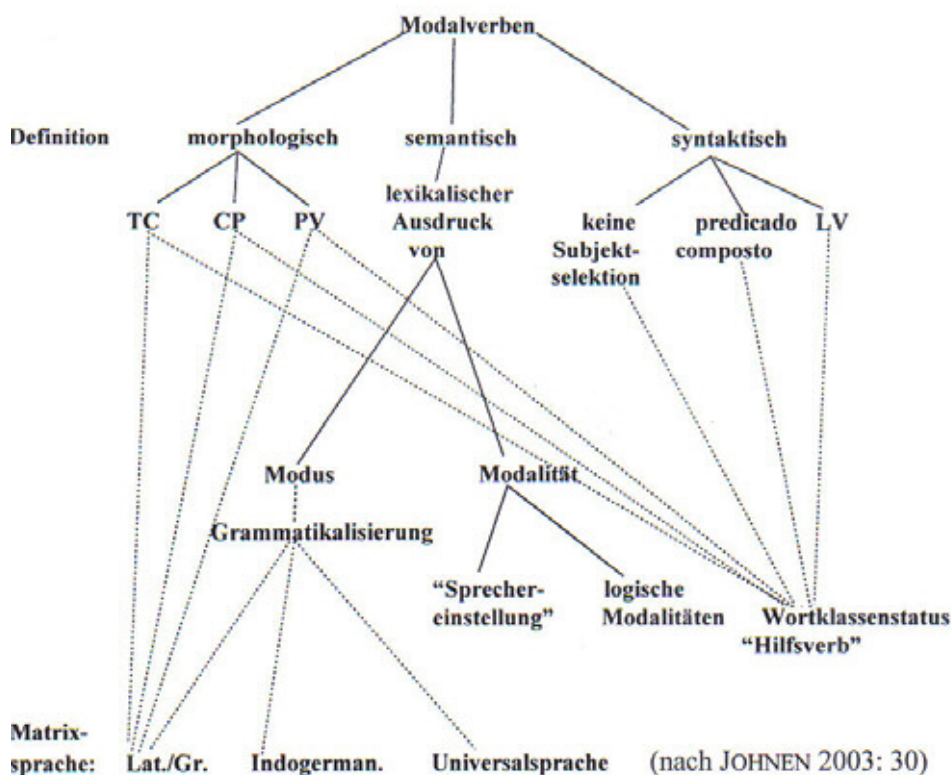 Modalverben
Definition morphologisch semantisch syntaktisch
lexikalischer
TC CP PV Ausdruck keine predicado LV
von Subjekt- composto
selektion
Modus Modalität
Grammatikalisierung
“Sprecher- logische
einstellung” Modalitäten Wortklassenstatus
“Hilfsverb”
Matrix-
sprache: Lat./Gr. Indogerman. Universalsprache (nach JOHNEN 2003: 30)